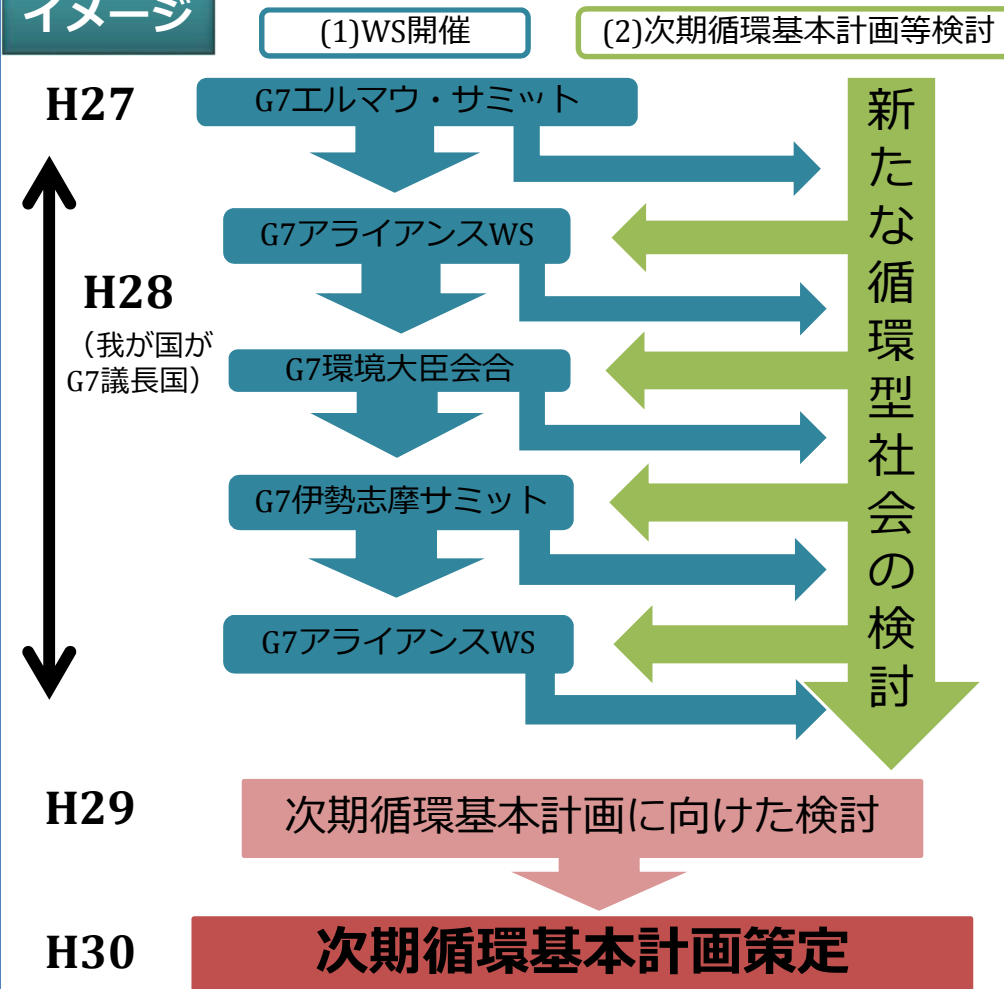 イメージ
(1)WS開催
(2)次期循環基本計画等検討
H27
G7エルマウ・サミット
新たな循環型社会の検討
G7アライアンスWS
H28
（我が国が
G7議長国）
G7環境大臣会合
G7伊勢志摩サミット
G7アライアンスWS
H29
次期循環基本計画に向けた検討
H30
次期循環基本計画策定